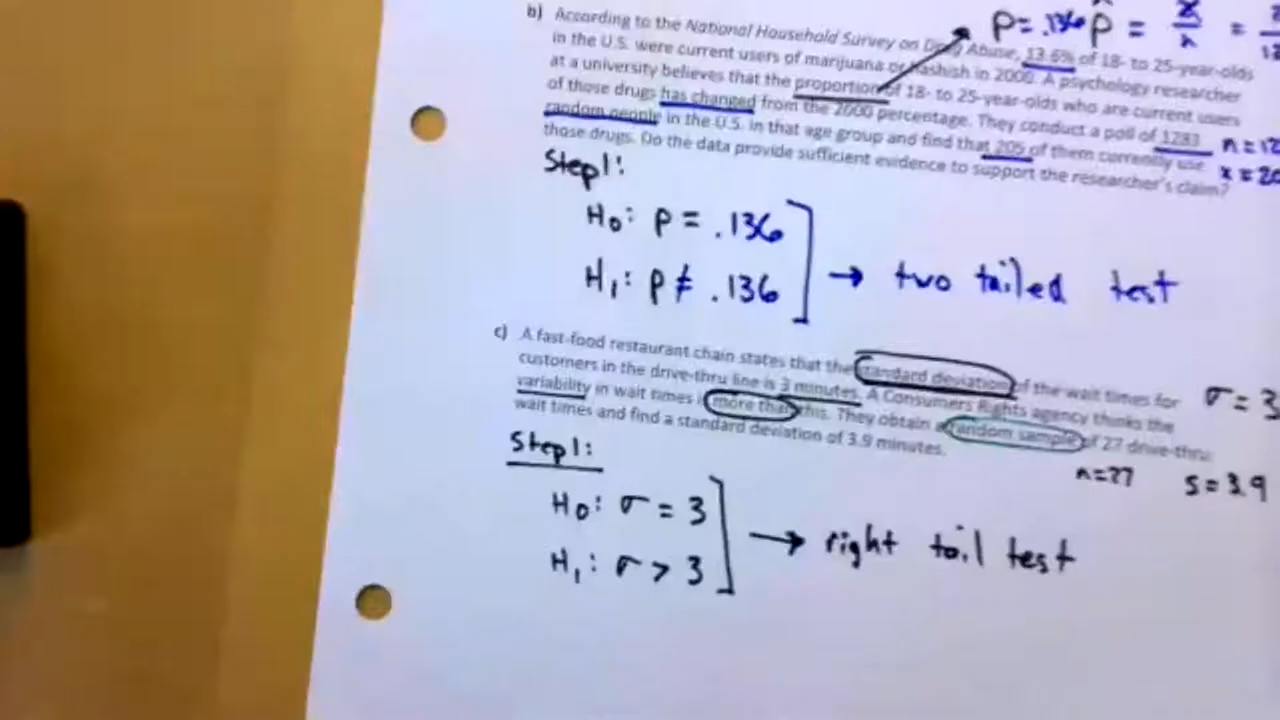 b) According to the National Household Survey on Drug Abuse, 13.6% of 18- to 25-year-olds
P=.136 p̂ = x/n =
in the U.S. were current users of marijuana or hashish in 2000. A psychology researcher
at a university believes that the proportion of 18- to 25-year-olds who are current users
of those drugs has changed from the 2000 percentage. They conduct a poll of 1283 n=12
random people in the U.S. in that age group and find that 205 of them currently use x=20
those drugs. Do the data provide sufficient evidence to support the researcher's claim?
Step 1:
H₀: p = .136
H₁: p ≠ .136 → two tailed test
c) A fast-food restaurant chain states that the standard deviation of the wait times for
customers in the drive-thru line is 3 minutes. A Consumers Rights agency thinks the σ = 3
variability in wait times is more than this. They obtain a random sample of 27 drive-thru
wait times and find a standard deviation of 3.9 minutes.
n=27 s=3.9
Step 1:
H₀: σ = 3
H₁: σ > 3 → right tail test